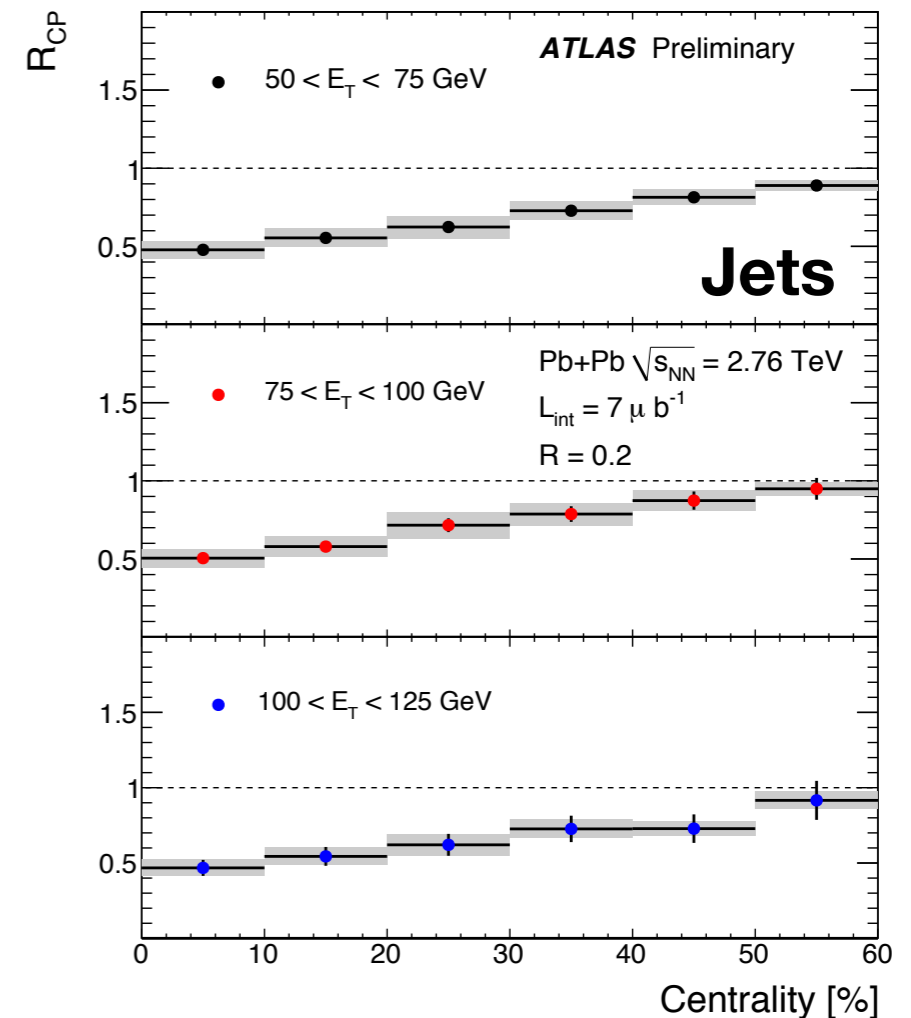 R_CP
ATLAS Preliminary
50 < E_T < 75 GeV
1.5
1
0.5
Jets
Pb+Pb √s_NN = 2.76 TeV
75 < E_T < 100 GeV
L_int = 7 μ b^-1
1.5
R = 0.2
1
0.5
100 < E_T < 125 GeV
1.5
1
0.5
0 10 20 30 40 50 60
Centrality [%]